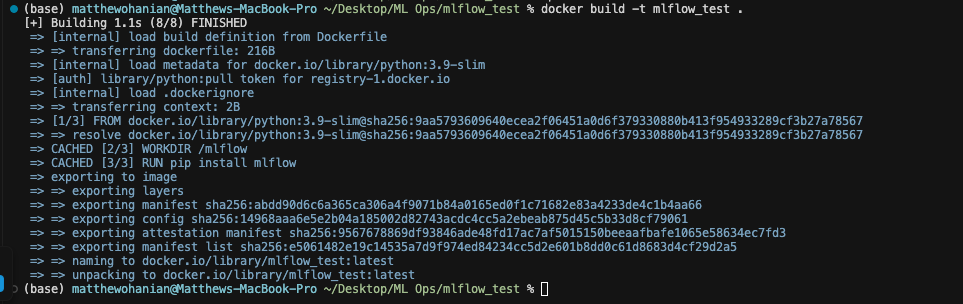 (base) matthewohanian@Matthews-MacBook-Pro ~/Desktop/ML Ops/mlflow_test % docker build -t mlflow_test .
[+] Building 1.1s (8/8) FINISHED
=> [internal] load build definition from Dockerfile
=> => transferring dockerfile: 216B
=> [internal] load metadata for docker.io/library/python:3.9-slim
=> [auth] library/python:pull token for registry-1.docker.io
=> [internal] load .dockerignore
=> => transferring context: 2B
=> [1/3] FROM docker.io/library/python:3.9-slim@sha256:9aa5793609640ecea2f06451a0d6f379330880b413f954933289cf3b27a78567
=> => resolve docker.io/library/python:3.9-slim@sha256:9aa5793609640ecea2f06451a0d6f379330880b413f954933289cf3b27a78567
=> CACHED [2/3] WORKDIR /mlflow
=> CACHED [3/3] RUN pip install mlflow
=> exporting to image
=> => exporting layers
=> => exporting manifest sha256:abdd90d6c6a365ca306a4f9071b84a0165ed0f1c71682e83a4233de4c1b4aa66
=> => exporting config sha256:14968aaa6e5e2b04a185002d82743acdc4cc5a2ebeab875d45c5b33d8cf79061
=> => exporting attestation manifest sha256:9567678869df93846ade48fd17ac7af5015150beeaafbafe1065e58634ec7fd3
=> => exporting manifest list sha256:e5061482e19c14535a7d9f974ed84234cc5d2e601b8dd0c61d8683d4cf29d2a5
=> => naming to docker.io/library/mlflow_test:latest
=> => unpacking to docker.io/library/mlflow_test:latest
(base) matthewohanian@Matthews-MacBook-Pro ~/Desktop/ML Ops/mlflow_test %